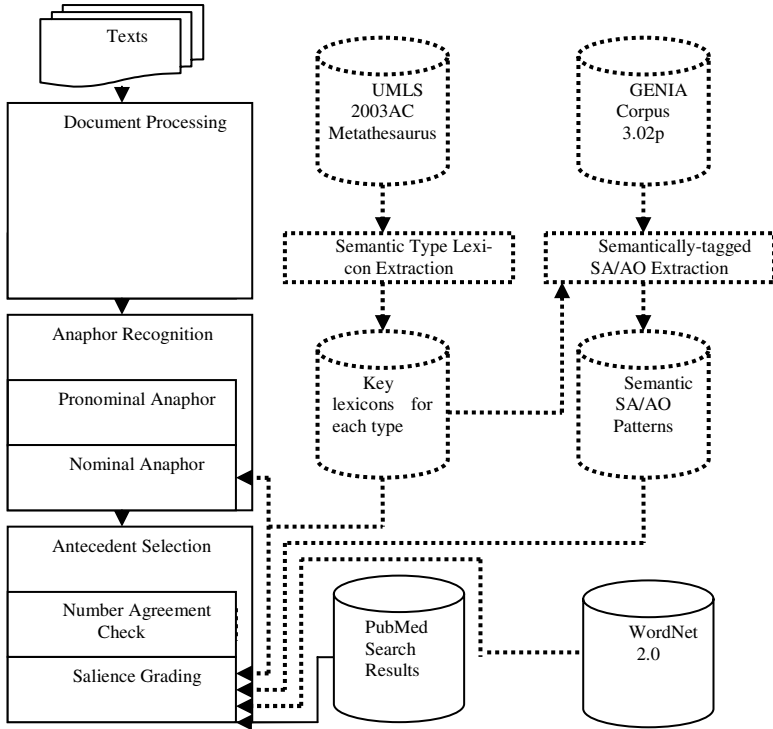 Texts
Document Processing
Anaphor Recognition
Pronominal Anaphor
Nominal Anaphor
Antecedent Selection
Number Agreement
Check
Salience Grading
UMLS
2003AC
Metathesaurus
Semantic Type Lexi-
con Extraction
Key
lexicons for
each type
PubMed
Search
Results
GENIA
Corpus
3.02p
Semantically-tagged
SA/AO Extraction
Semantic
SA/AO
Patterns
WordNet
2.0